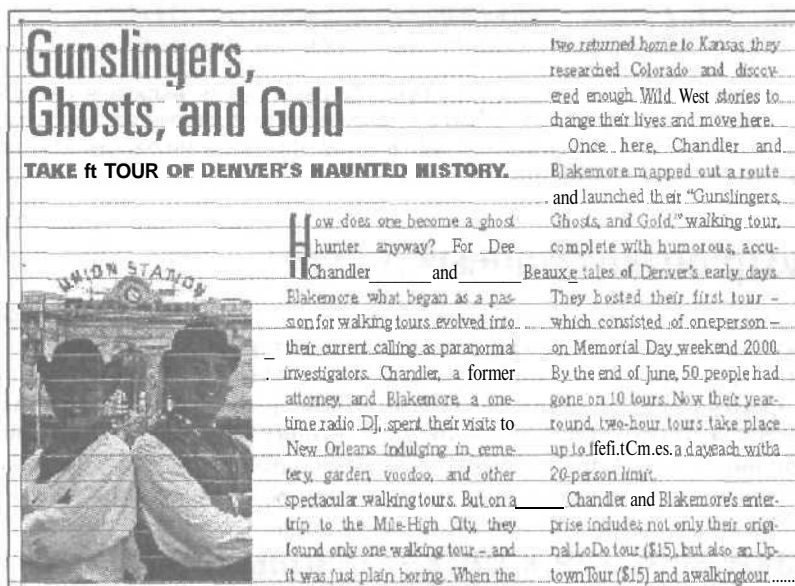 Gunslingers,
Ghosts, and Gold
TAKE ft TOUR OF DENVER'S HAUNTED HISTORY.
UNION STATION
How does one become a ghost
hunter anyway? For Dee
Chandler and Beaux
Blakemore what began as a pas-
sion for walking tours evolved into
their current calling as paranormal
investigators. Chandler, a former
attorney, and Blakemore, a one-
time radio DJ, spent their visits to
New Orleans indulging in ceme-
tery, garden, voodoo, and other
spectacular walking tours. But on a
trip to the Mile-High City, they
found only one walking tour – and
it was just plain boring. When the
two returned home to Kansas they
researched Colorado and discov-
ered enough Wild West stories to
change their lives and move here.
Once here, Chandler and
Blakemore mapped out a route
and launched their "Gunslingers,
Ghosts, and Gold," walking tour,
complete with humorous, accu-
e tales of Denver's early days.
They hosted their first tour –
which consisted of oneperson –
on Memorial Day weekend 2000.
By the end of June, 50 people had
gone on 10 tours. Now their year-
round, two-hour tours take place
up to fefi.tCm.es. a dayeach witha
20-person limit.
Chandler and Blakemore's enter-
prise includes not only their origi-
nal LoDo tour ($15), but also an Up-
townTour ($15) and awalkingtour ......